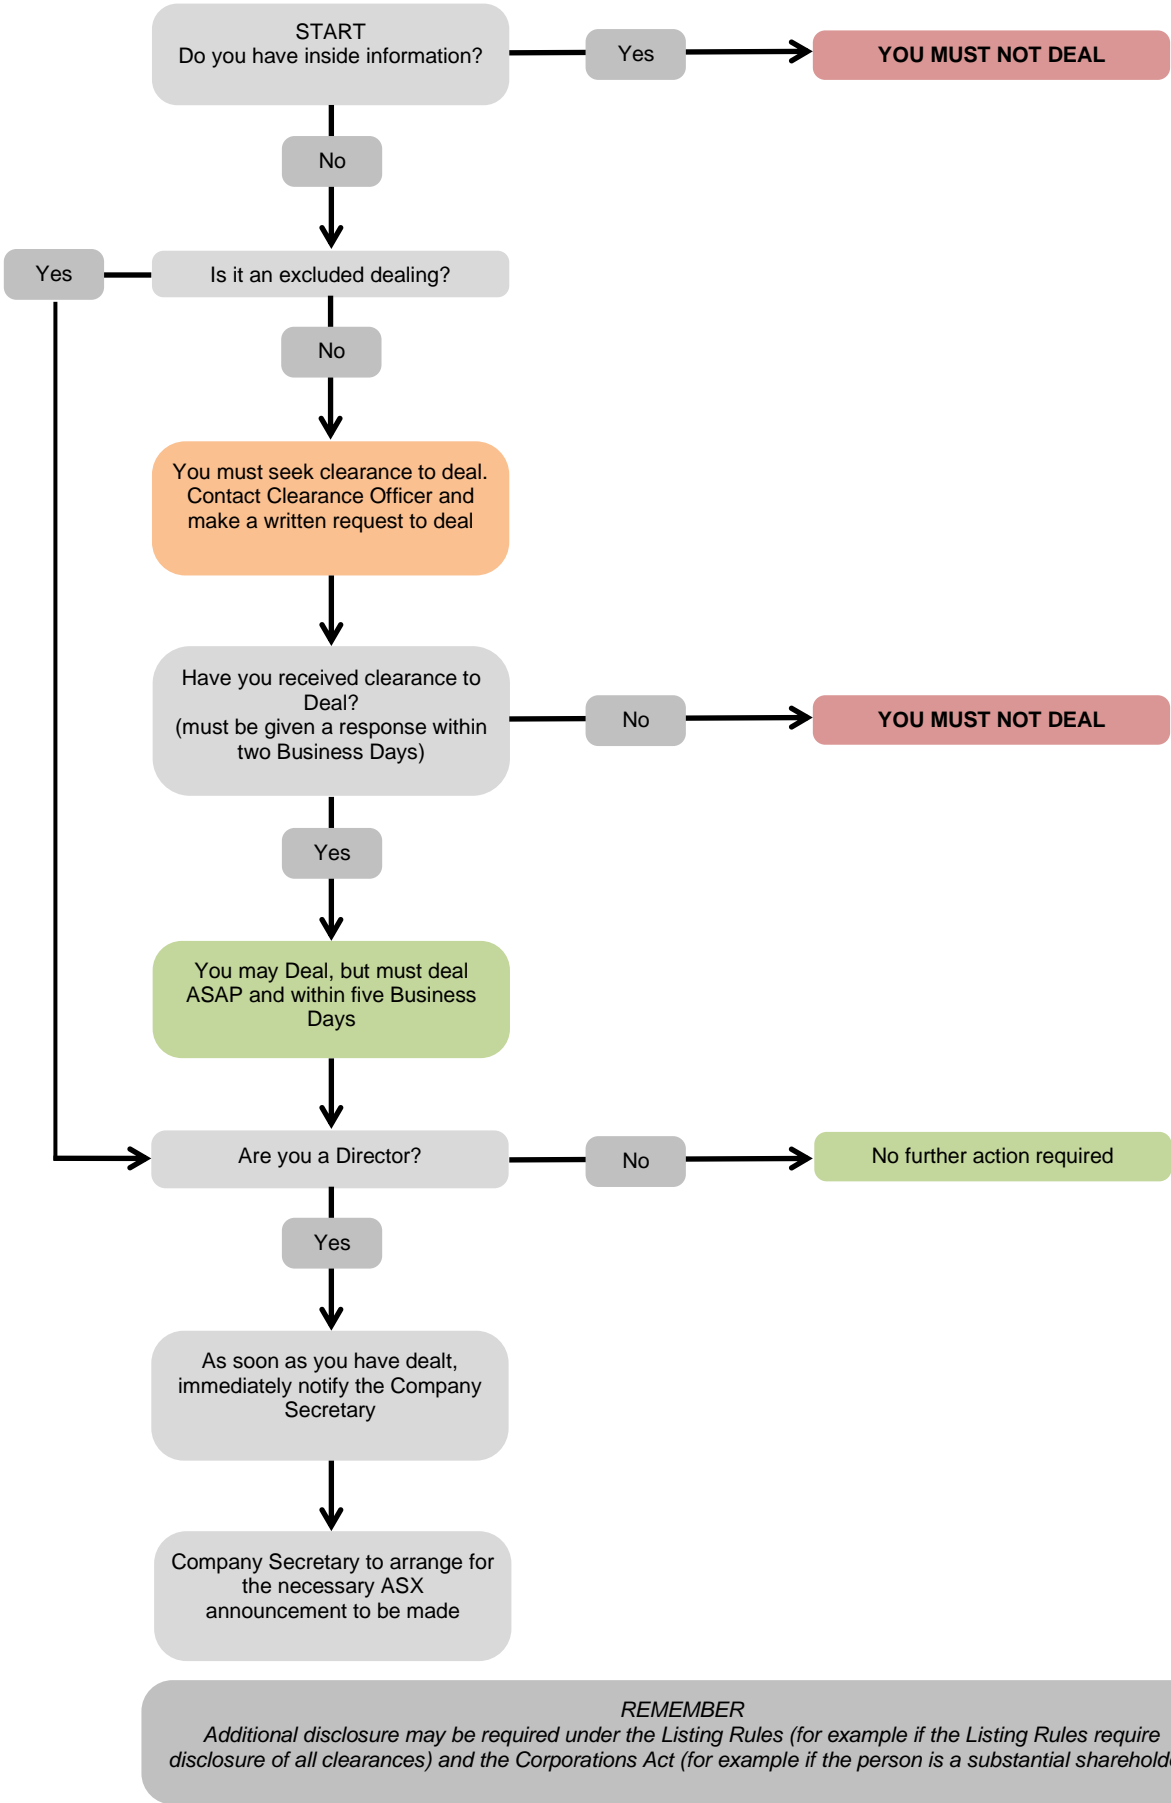 START
Do you have inside information?
Yes
YOU MUST NOT DEAL
No
Yes
Is it an excluded dealing?
No
You must seek clearance to deal.
Contact Clearance Officer and
make a written request to deal
Have you received clearance to
Deal?
(must be given a response within
two Business Days)
No
YOU MUST NOT DEAL
Yes
You may Deal, but must deal
ASAP and within five Business
Days
Are you a Director?
No
No further action required
Yes
As soon as you have dealt,
immediately notify the Company
Secretary
Company Secretary to arrange for
the necessary ASX
announcement to be made
REMEMBER
Additional disclosure may be required under the Listing Rules (for example if the Listing Rules require
disclosure of all clearances) and the Corporations Act (for example if the person is a substantial